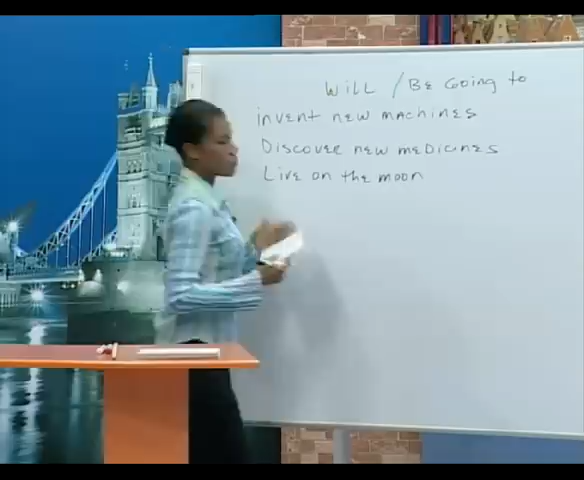 Will / Be Going to
invent new machines
Discover new medicines
Live on the moon